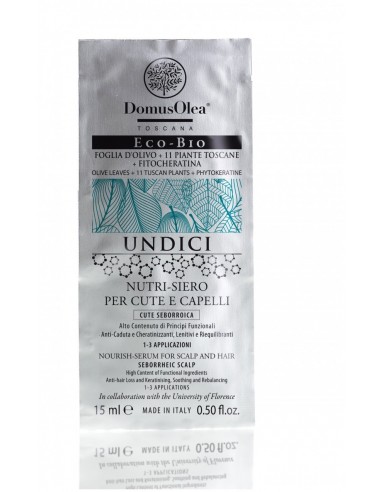 DomusOlea®
TOSCANA
ECO-BIO
FOGLIA D'OLIVO + 11 PIANTE TOSCANE
+ FITOCHERATINA
OLIVE LEAVES + 11 TUSCAN PLANTS + PHYTOKERATINE
UNDICI
NUTRI-SIERO
PER CUTE E CAPELLI
CUTE SEBORROICA
Alto Contenuto di Principi Funzionali
Anti-Caduta e Cheratinizzanti, Lenitivi e Riequilibranti
1-3 APPLICAZIONI
NOURISH-SERUM FOR SCALP AND HAIR
SEBORRHEIC SCALP
High Content of Functional Ingredients
Anti-hair Loss and Keratinising, Soothing and Rebalancing
1-3 APPLICATIONS
In collaboration with the University of Florence
15 ml e MADE IN ITALY 0.50 fl.oz.